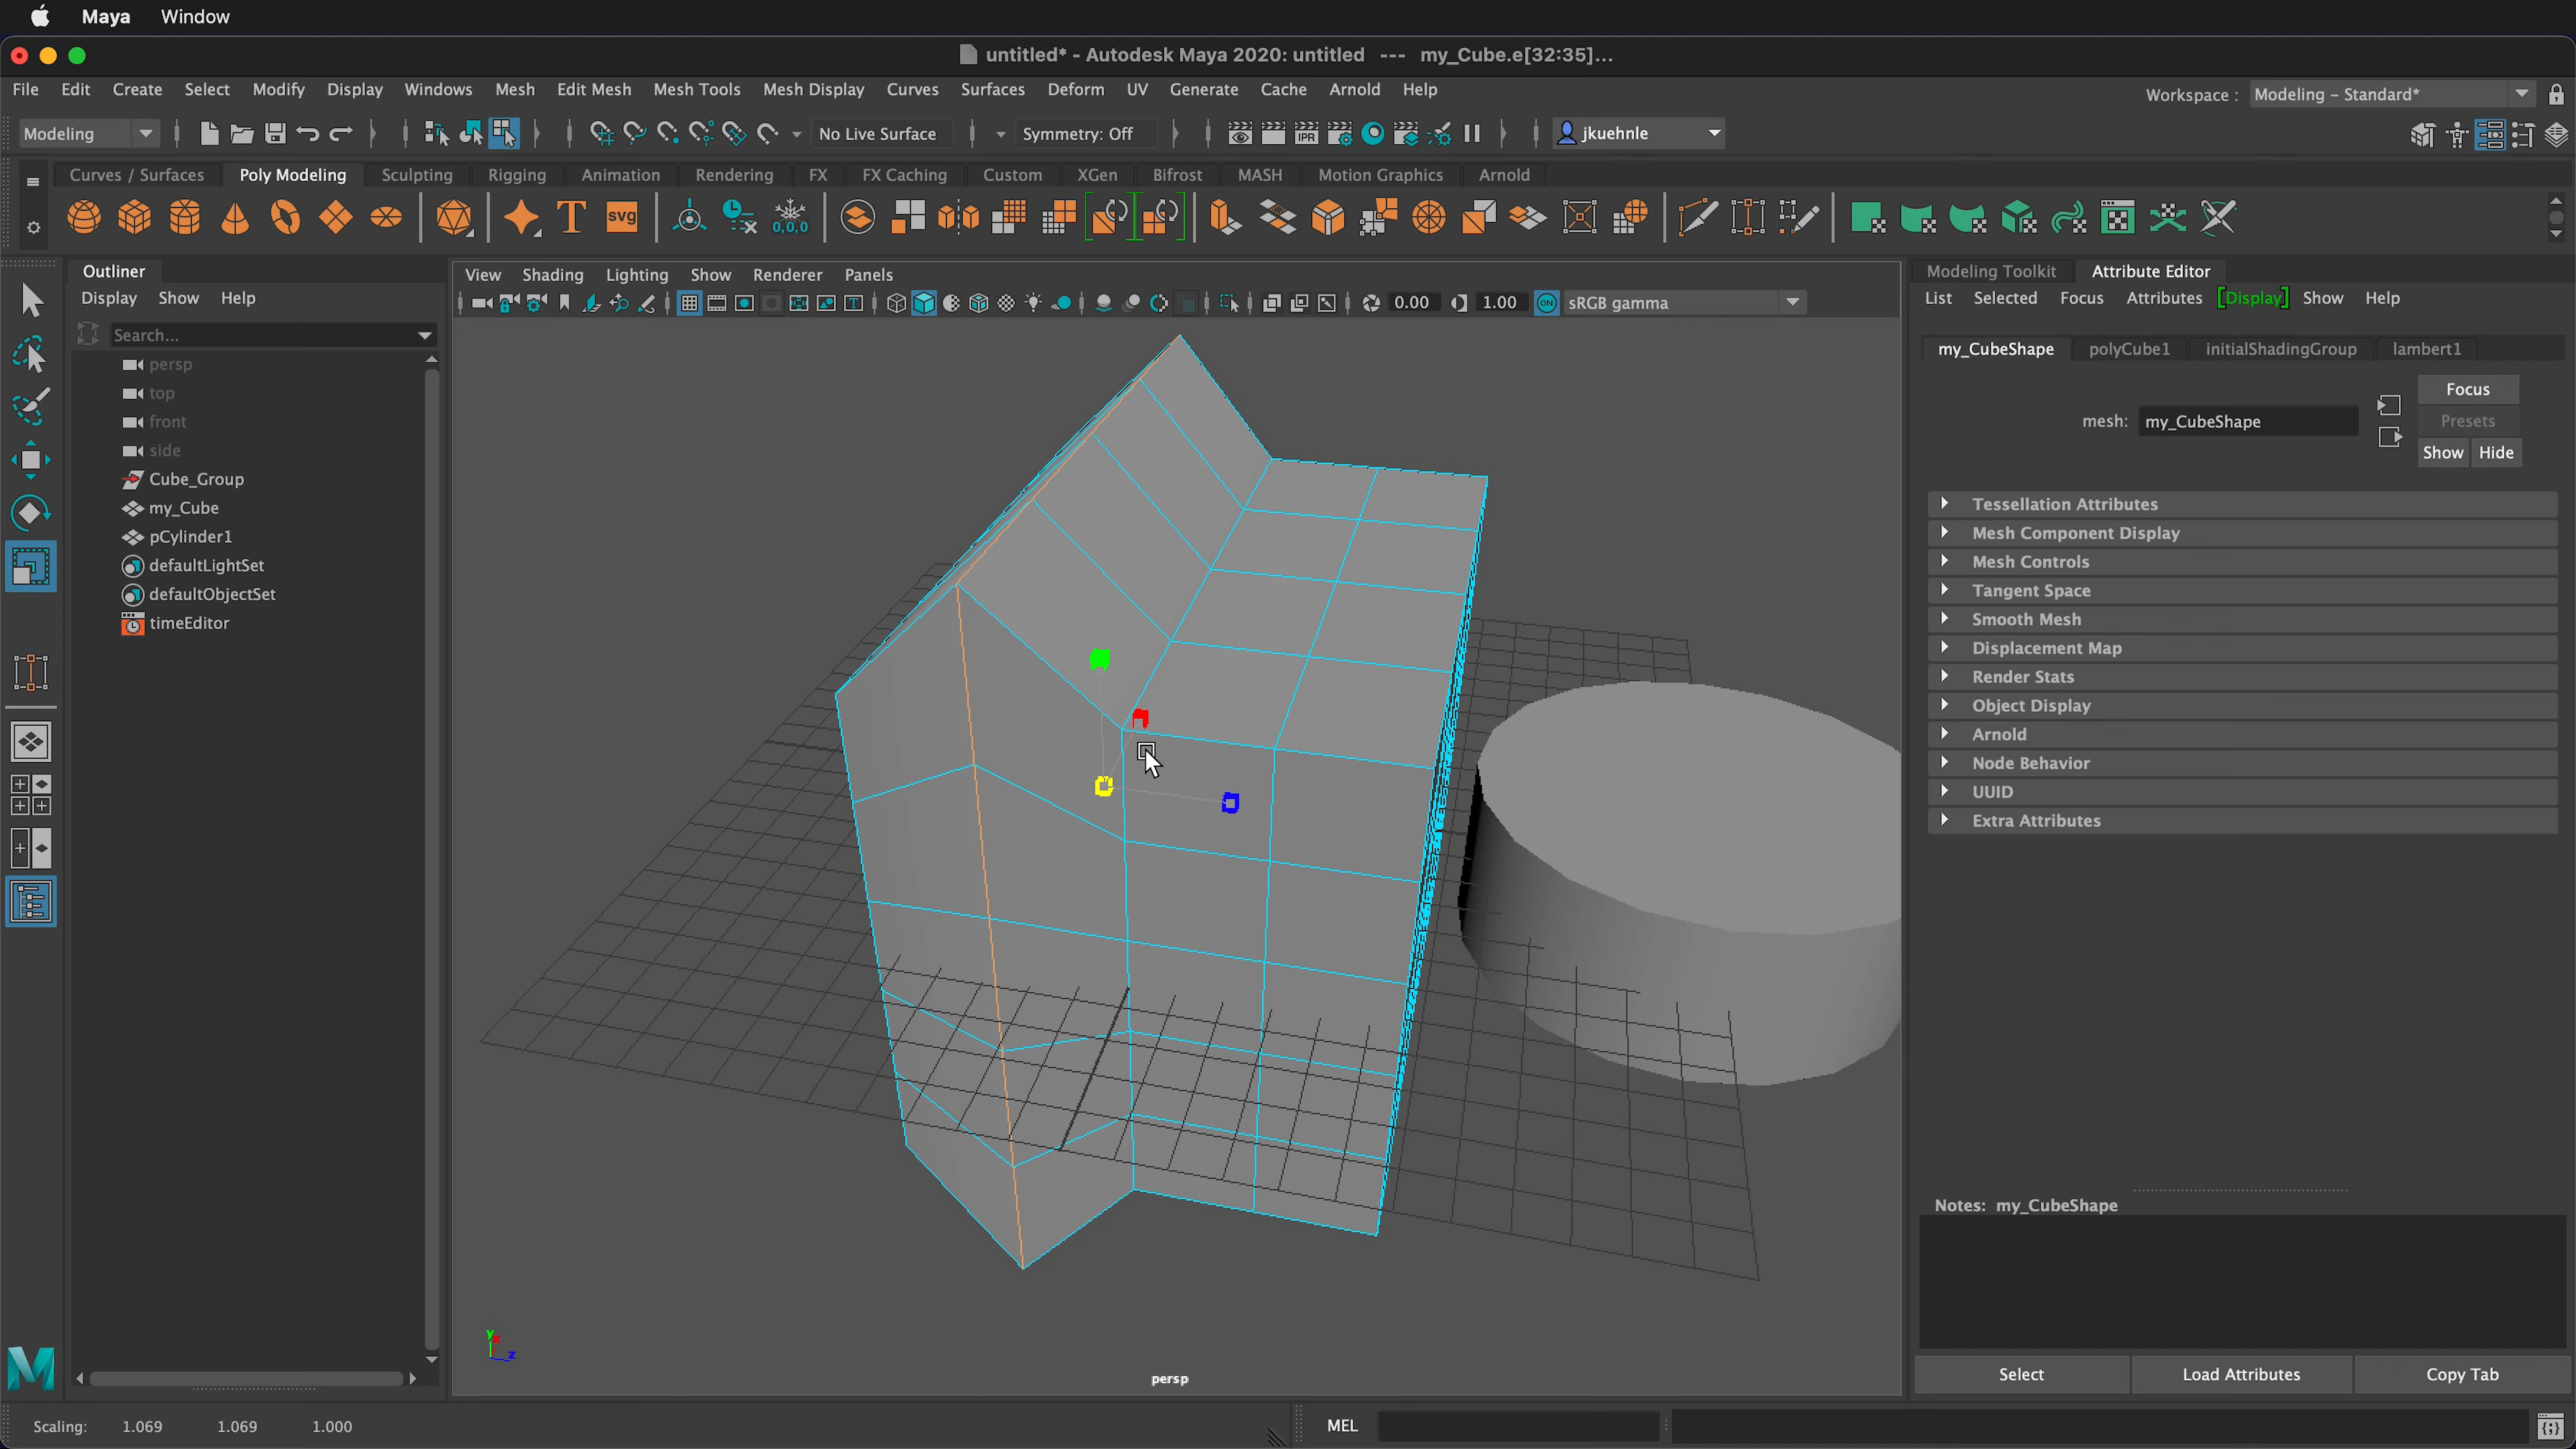 Maya Window
untitled* - Autodesk Maya 2020: untitled --- my_Cube.e[32:35]...
File Edit Create Select Modify Display Windows Mesh Edit Mesh Mesh Tools Mesh Display Curves Surfaces Deform UV Generate Cache Arnold Help Workspace : Modeling - Standard*
Modeling No Live Surface Symmetry: Off IPR jkuehnle
Curves / Surfaces Poly Modeling Sculpting Rigging Animation Rendering FX FX Caching Custom XGen Bifrost MASH Motion Graphics Arnold
T svg 0,0,0
Outliner
Display Show Help
Search...
persp
top
front
side
Cube_Group
my_Cube
pCylinder1
defaultLightSet
defaultObjectSet
timeEditor
View Shading Lighting Show Renderer Panels
0.00 1.00 ON sRGB gamma
y
x
z
persp
Modeling Toolkit Attribute Editor
List Selected Focus Attributes [Display] Show Help
my_CubeShape polyCube1 initialShadingGroup lambert1
Focus
mesh: my_CubeShape Presets
Show Hide
Tessellation Attributes
Mesh Component Display
Mesh Controls
Tangent Space
Smooth Mesh
Displacement Map
Render Stats
Object Display
Arnold
Node Behavior
UUID
Extra Attributes
Notes: my_CubeShape
Select Load Attributes Copy Tab
M
Scaling: 1.069 1.069 1.000 MEL